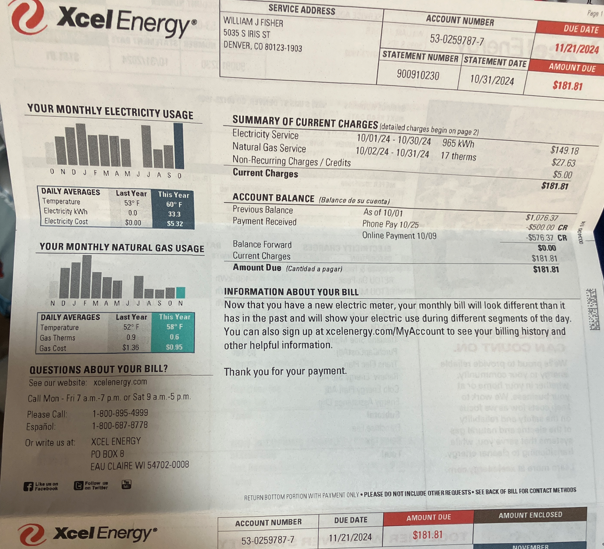 Xcel Energy®
SERVICE ADDRESS
WILLIAM J FISHER
5035 S IRIS ST
DENVER, CO 80123-1903
ACCOUNT NUMBER
53-0259787-7
STATEMENT NUMBER STATEMENT DATE
900910230 10/31/2024
Page 1
DUE DATE
11/21/2024
AMOUNT DUE
$181.81
YOUR MONTHLY ELECTRICITY USAGE
O N D J F M A M J J A S O
DAILY AVERAGES Last Year This Year
Temperature 53° F 60° F
Electricity kWh 0.0 33.3
Electricity Cost $0.00 $5.32
YOUR MONTHLY NATURAL GAS USAGE
N D J F M A M J J A S O N
DAILY AVERAGES Last Year This Year
Temperature 52° F 58° F
Gas Therms 0.9 0.6
Gas Cost $1.36 $0.95
QUESTIONS ABOUT YOUR BILL?
See our website: xcelenergy.com
Call Mon - Fri 7 a.m.-7 p.m. or Sat 9 a.m.-5 p.m.
Please Call: 1-800-895-4999
Español: 1-800-687-8778
Or write us at: XCEL ENERGY
PO BOX 8
EAU CLAIRE WI 54702-0008
Like us on Facebook
Follow us on Twitter
SUMMARY OF CURRENT CHARGES (detailed charges begin on page 2)
Electricity Service 10/01/24 - 10/30/24 965 kWh $149.18
Natural Gas Service 10/02/24 - 10/31/24 17 therms $27.63
Non-Recurring Charges / Credits $5.00
Current Charges $181.81
ACCOUNT BALANCE (Balance de su cuenta)
Previous Balance As of 10/01 $1,076.37
Payment Received Phone Pay 10/25 -$500.00 CR
Online Payment 10/09 -$576.37 CR
Balance Forward $0.00
Current Charges $181.81
Amount Due (Cantidad a pagar) $181.81
INFORMATION ABOUT YOUR BILL
Now that you have a new electric meter, your monthly bill will look different than it
has in the past and will show your electric use during different segments of the day.
You can also sign up at xcelenergy.com/MyAccount to see your billing history and
other helpful information.
Thank you for your payment.
RETURN BOTTOM PORTION WITH PAYMENT ONLY • PLEASE DO NOT INCLUDE OTHER REQUESTS • SEE BACK OF BILL FOR CONTACT METHODS
Xcel Energy®
ACCOUNT NUMBER DUE DATE AMOUNT DUE AMOUNT ENCLOSED
53-0259787-7 11/21/2024 $181.81
NOVEMBER